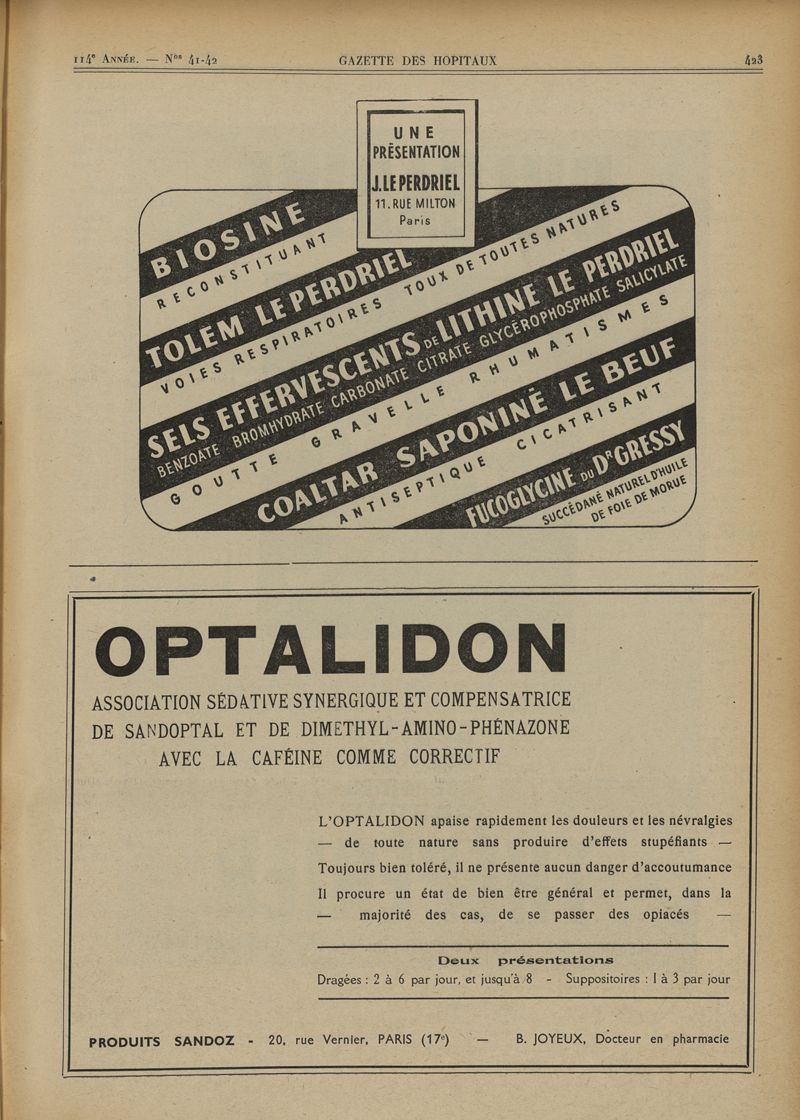 114e ANNÉE. — Nos 41-42
GAZETTE DES HOPITAUX
423
UNE
PRÉSENTATION
J. LE PERDRIEL
11. RUE MILTON
Paris
BIOSINE
RECONSTITUANT
TOLÉM LE PERDRIEL
VOIES RESPIRATOIRES TOUX DE TOUTES NATURES
SELS EFFERVESCENTS DE LITHINE LE PERDRIEL
BENZOATE BROMHYDRATE CARBONATE CITRATE GLYCÉROPHOSPHATE SALICYLATE
GOUTTE GRAVELLE RHUMATISMES
COALTAR SAPONINÉ LE BEUF
ANTISEPTIQUE CICATRISANT
FUCOGLYCINE DU Dr GRESSY
SUCCÉDANÉ NATUREL D'HUILE
DE FOIE DE MORUE
OPTALIDON
ASSOCIATION SÉDATIVE SYNERGIQUE ET COMPENSATRICE
DE SANDOPTAL ET DE DIMETHYL-AMINO-PHÉNAZONE
AVEC LA CAFÉINE COMME CORRECTIF
L'OPTALIDON apaise rapidement les douleurs et les névralgies
— de toute nature sans produire d'effets stupéfiants —
Toujours bien toléré, il ne présente aucun danger d'accoutumance
Il procure un état de bien être général et permet, dans la
— majorité des cas, de se passer des opiacés —
Deux présentations
Dragées : 2 à 6 par jour, et jusqu'à 8 - Suppositoires : 1 à 3 par jour
PRODUITS SANDOZ - 20, rue Vernier, PARIS (17e) — B. JOYEUX, Docteur en pharmacie